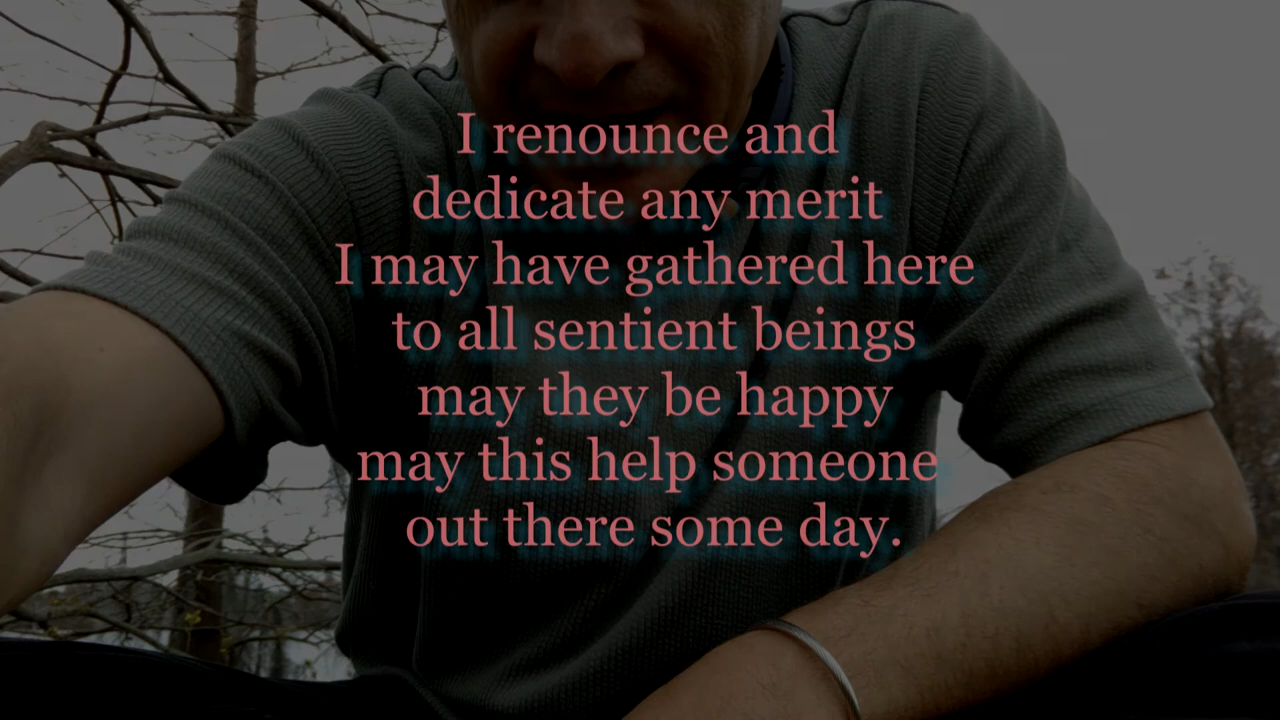 I renounce and
dedicate any merit
I may have gathered here
to all sentient beings
may they be happy
may this help someone
out there some day.